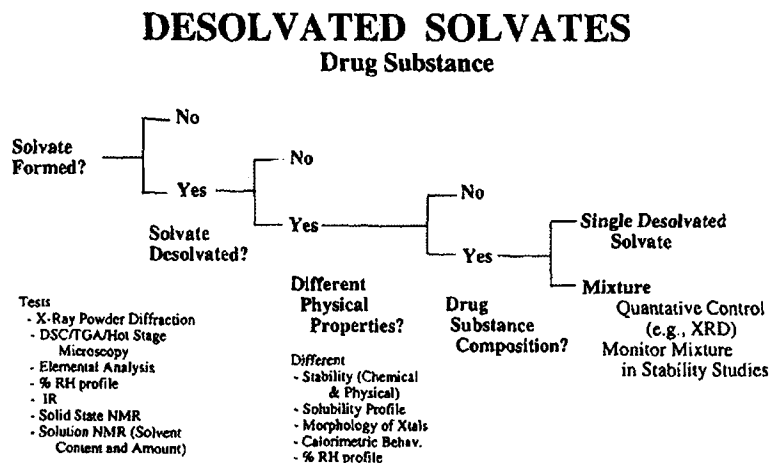 DESOLVATED SOLVATES
Drug Substance
Solvate
Formed?
No
Yes
Solvate
Desolvated?
No
Yes
Different
Physical
Properties?
No
Yes
Drug
Substance
Composition?
Single Desolvated
Solvate
Mixture
Quantative Control
(e.g., XRD)
Monitor Mixture
in Stability Studies
Tests
- X-Ray Powder Diffraction
- DSC/TGA/Hot Stage
Microscopy
- Elemental Analysis
- % RH profile
- IR
- Solid State NMR
- Solution NMR (Solvent
Content and Amount)
Different
- Stability (Chemical
& Physical)
- Solubility Profile
- Morphology of Xtals
- Calorimetric Behav.
- % RH profile